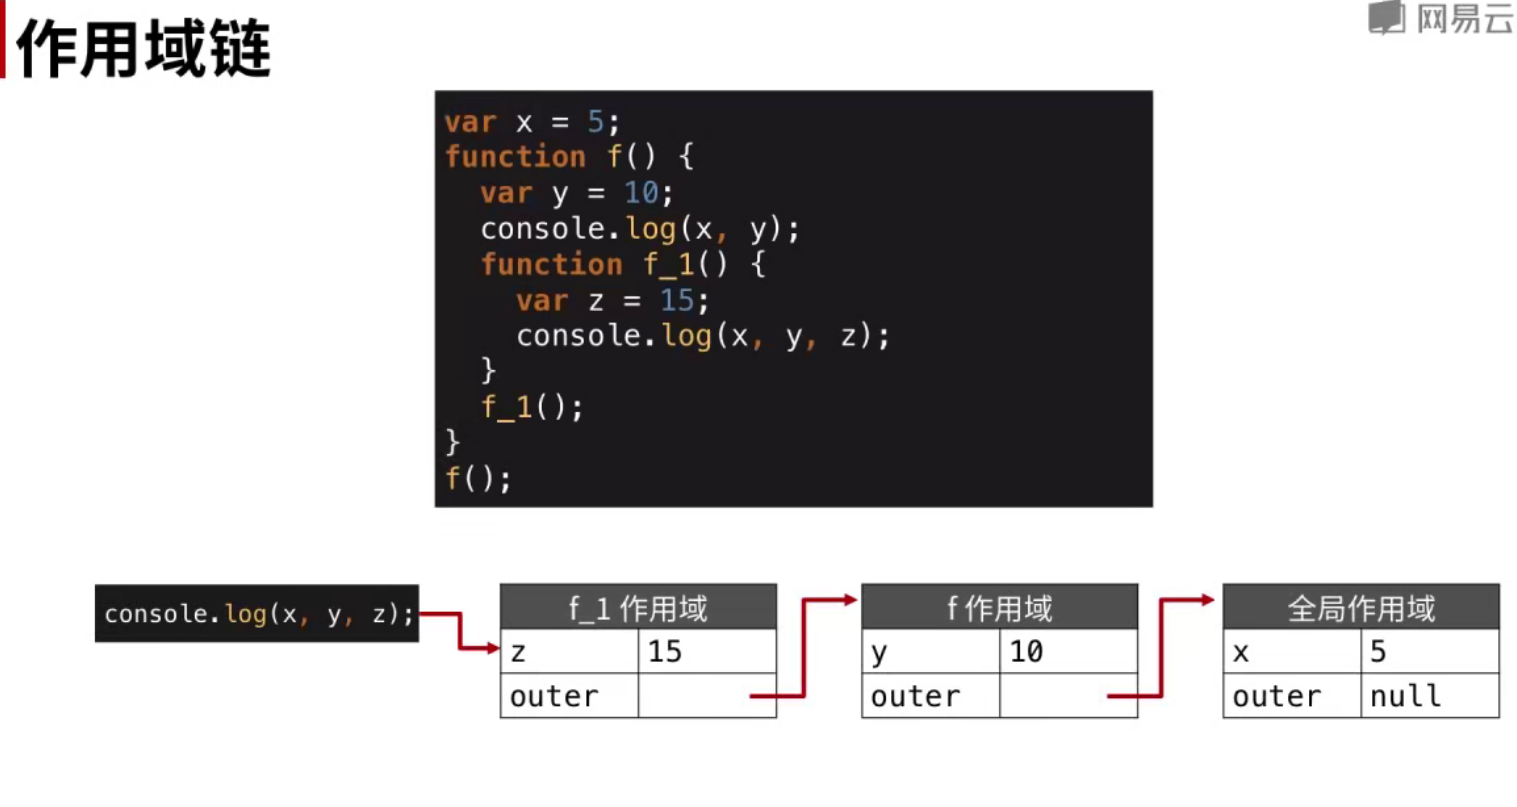 作用域链
网易云
var x = 5;
function f() {
  var y = 10;
  console.log(x, y);
  function f_1() {
    var z = 15;
    console.log(x, y, z);
  }
  f_1();
}
f();
console.log(x, y, z);
f_1 作用域
z 15
outer
f 作用域
y 10
outer
全局作用域
x 5
outer null